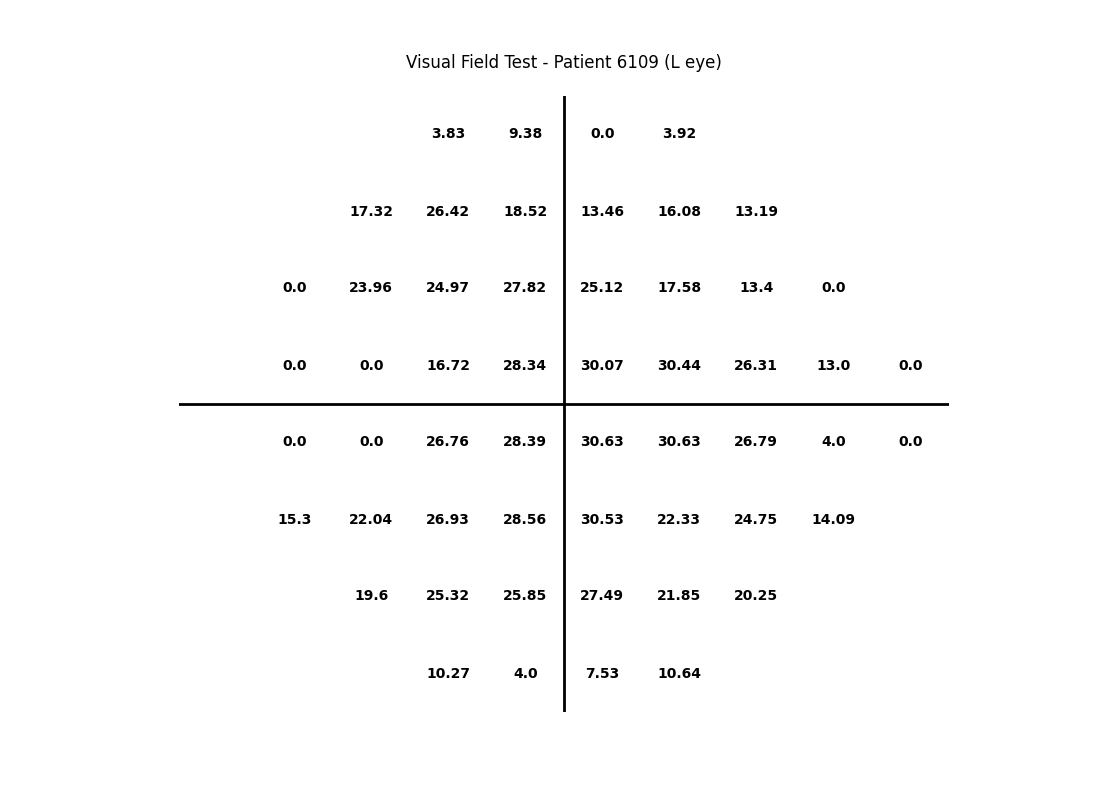 Visual Field Test - Patient 6109 (L eye)
3.83 9.38 0.0 3.92
17.32 26.42 18.52 13.46 16.08 13.19
0.0 23.96 24.97 27.82 25.12 17.58 13.4 0.0
0.0 0.0 16.72 28.34 30.07 30.44 26.31 13.0 0.0
0.0 0.0 26.76 28.39 30.63 30.63 26.79 4.0 0.0
15.3 22.04 26.93 28.56 30.53 22.33 24.75 14.09
19.6 25.32 25.85 27.49 21.85 20.25
10.27 4.0 7.53 10.64